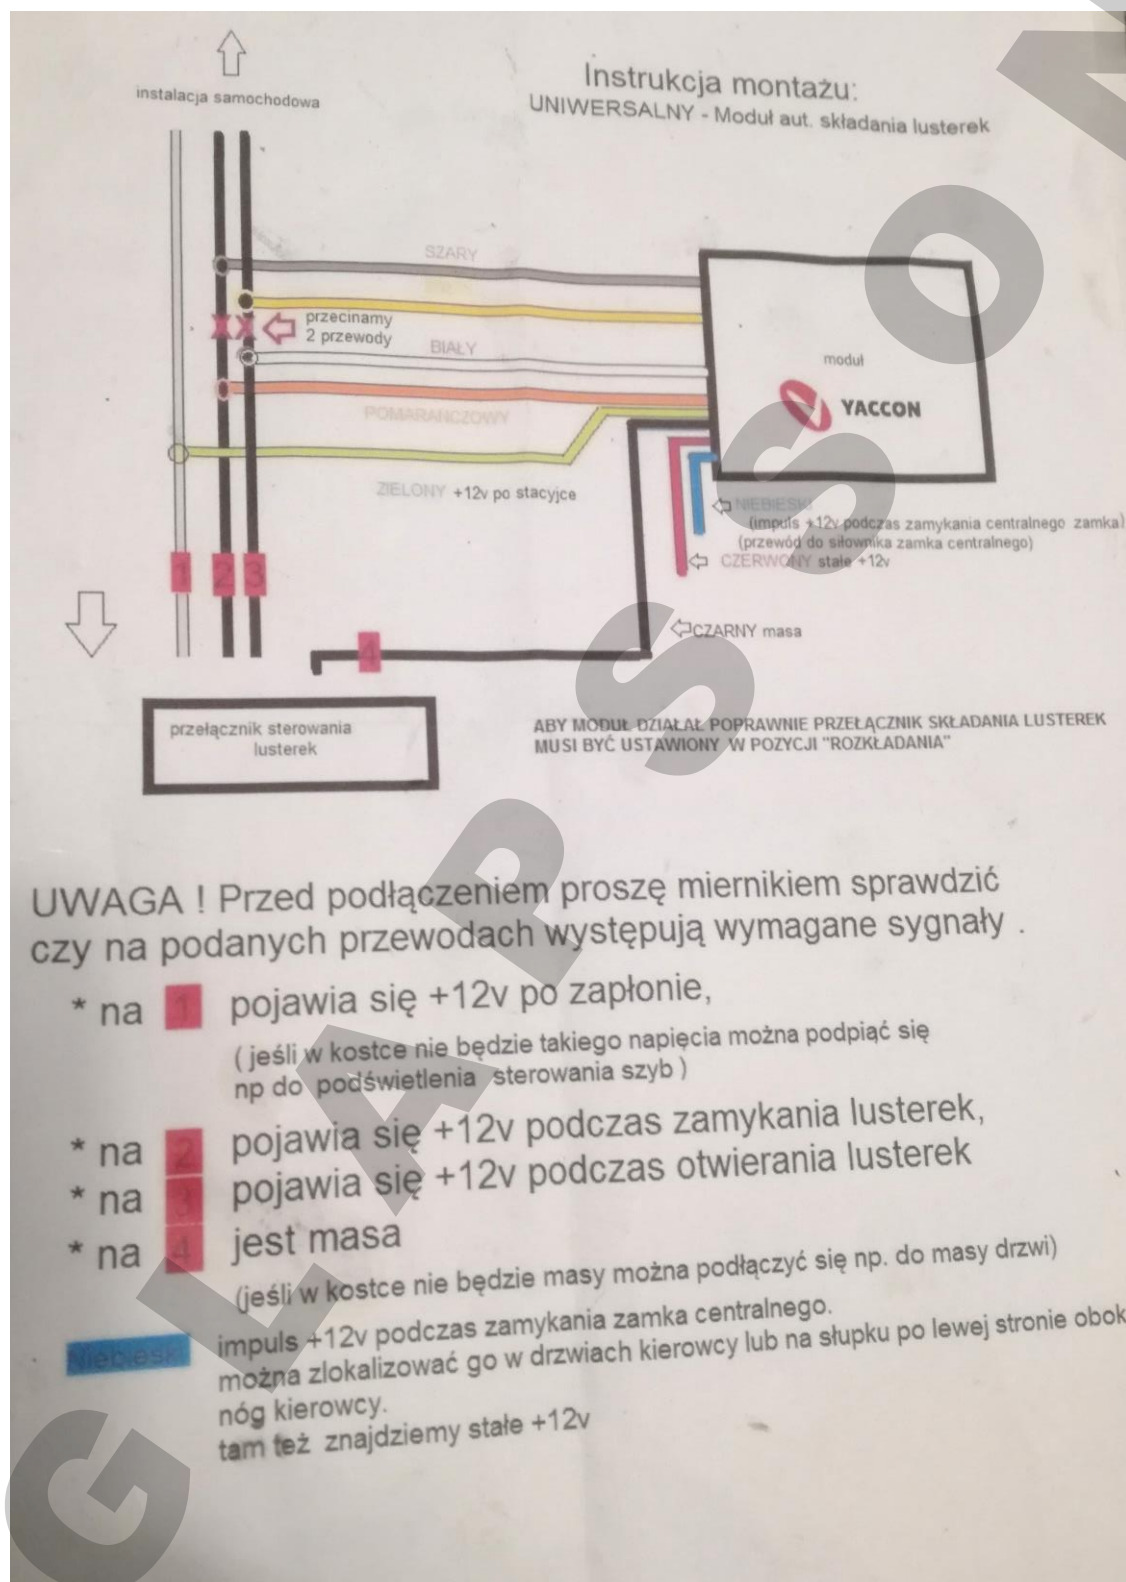 instalacja samochodowa
Instrukcja montażu:
UNIWERSALNY - Moduł aut. składania lusterek
SZARY
przecinamy
2 przewody
BIAŁY
POMARAŃCZOWY
ZIELONY +12v po stacyjce
moduł
YACCON
NIEBIESKI
(impuls +12v podczas zamykania centralnego zamka)
(przewód do siłownika zamka centralnego)
CZERWONY stałe +12v
1 2 3
CZARNY masa
4
przełącznik sterowania
lusterek
ABY MODUŁ DZIAŁAŁ POPRAWNIE PRZEŁĄCZNIK SKŁADANIA LUSTEREK
MUSI BYĆ USTAWIONY W POZYCJI "ROZKŁADANIA"
UWAGA ! Przed podłączeniem proszę miernikiem sprawdzić
czy na podanych przewodach występują wymagane sygnały .
* na 1 pojawia się +12v po zapłonie,
( jeśli w kostce nie będzie takiego napięcia można podpiąć się
np do podświetlenia sterowania szyb )
* na 2 pojawia się +12v podczas zamykania lusterek,
* na 3 pojawia się +12v podczas otwierania lusterek
* na 4 jest masa
(jeśli w kostce nie będzie masy można podłączyć się np. do masy drzwi)
Niebieski impuls +12v podczas zamykania zamka centralnego.
można zlokalizować go w drzwiach kierowcy lub na słupku po lewej stronie obok
nóg kierowcy.
tam też znajdziemy stałe +12v